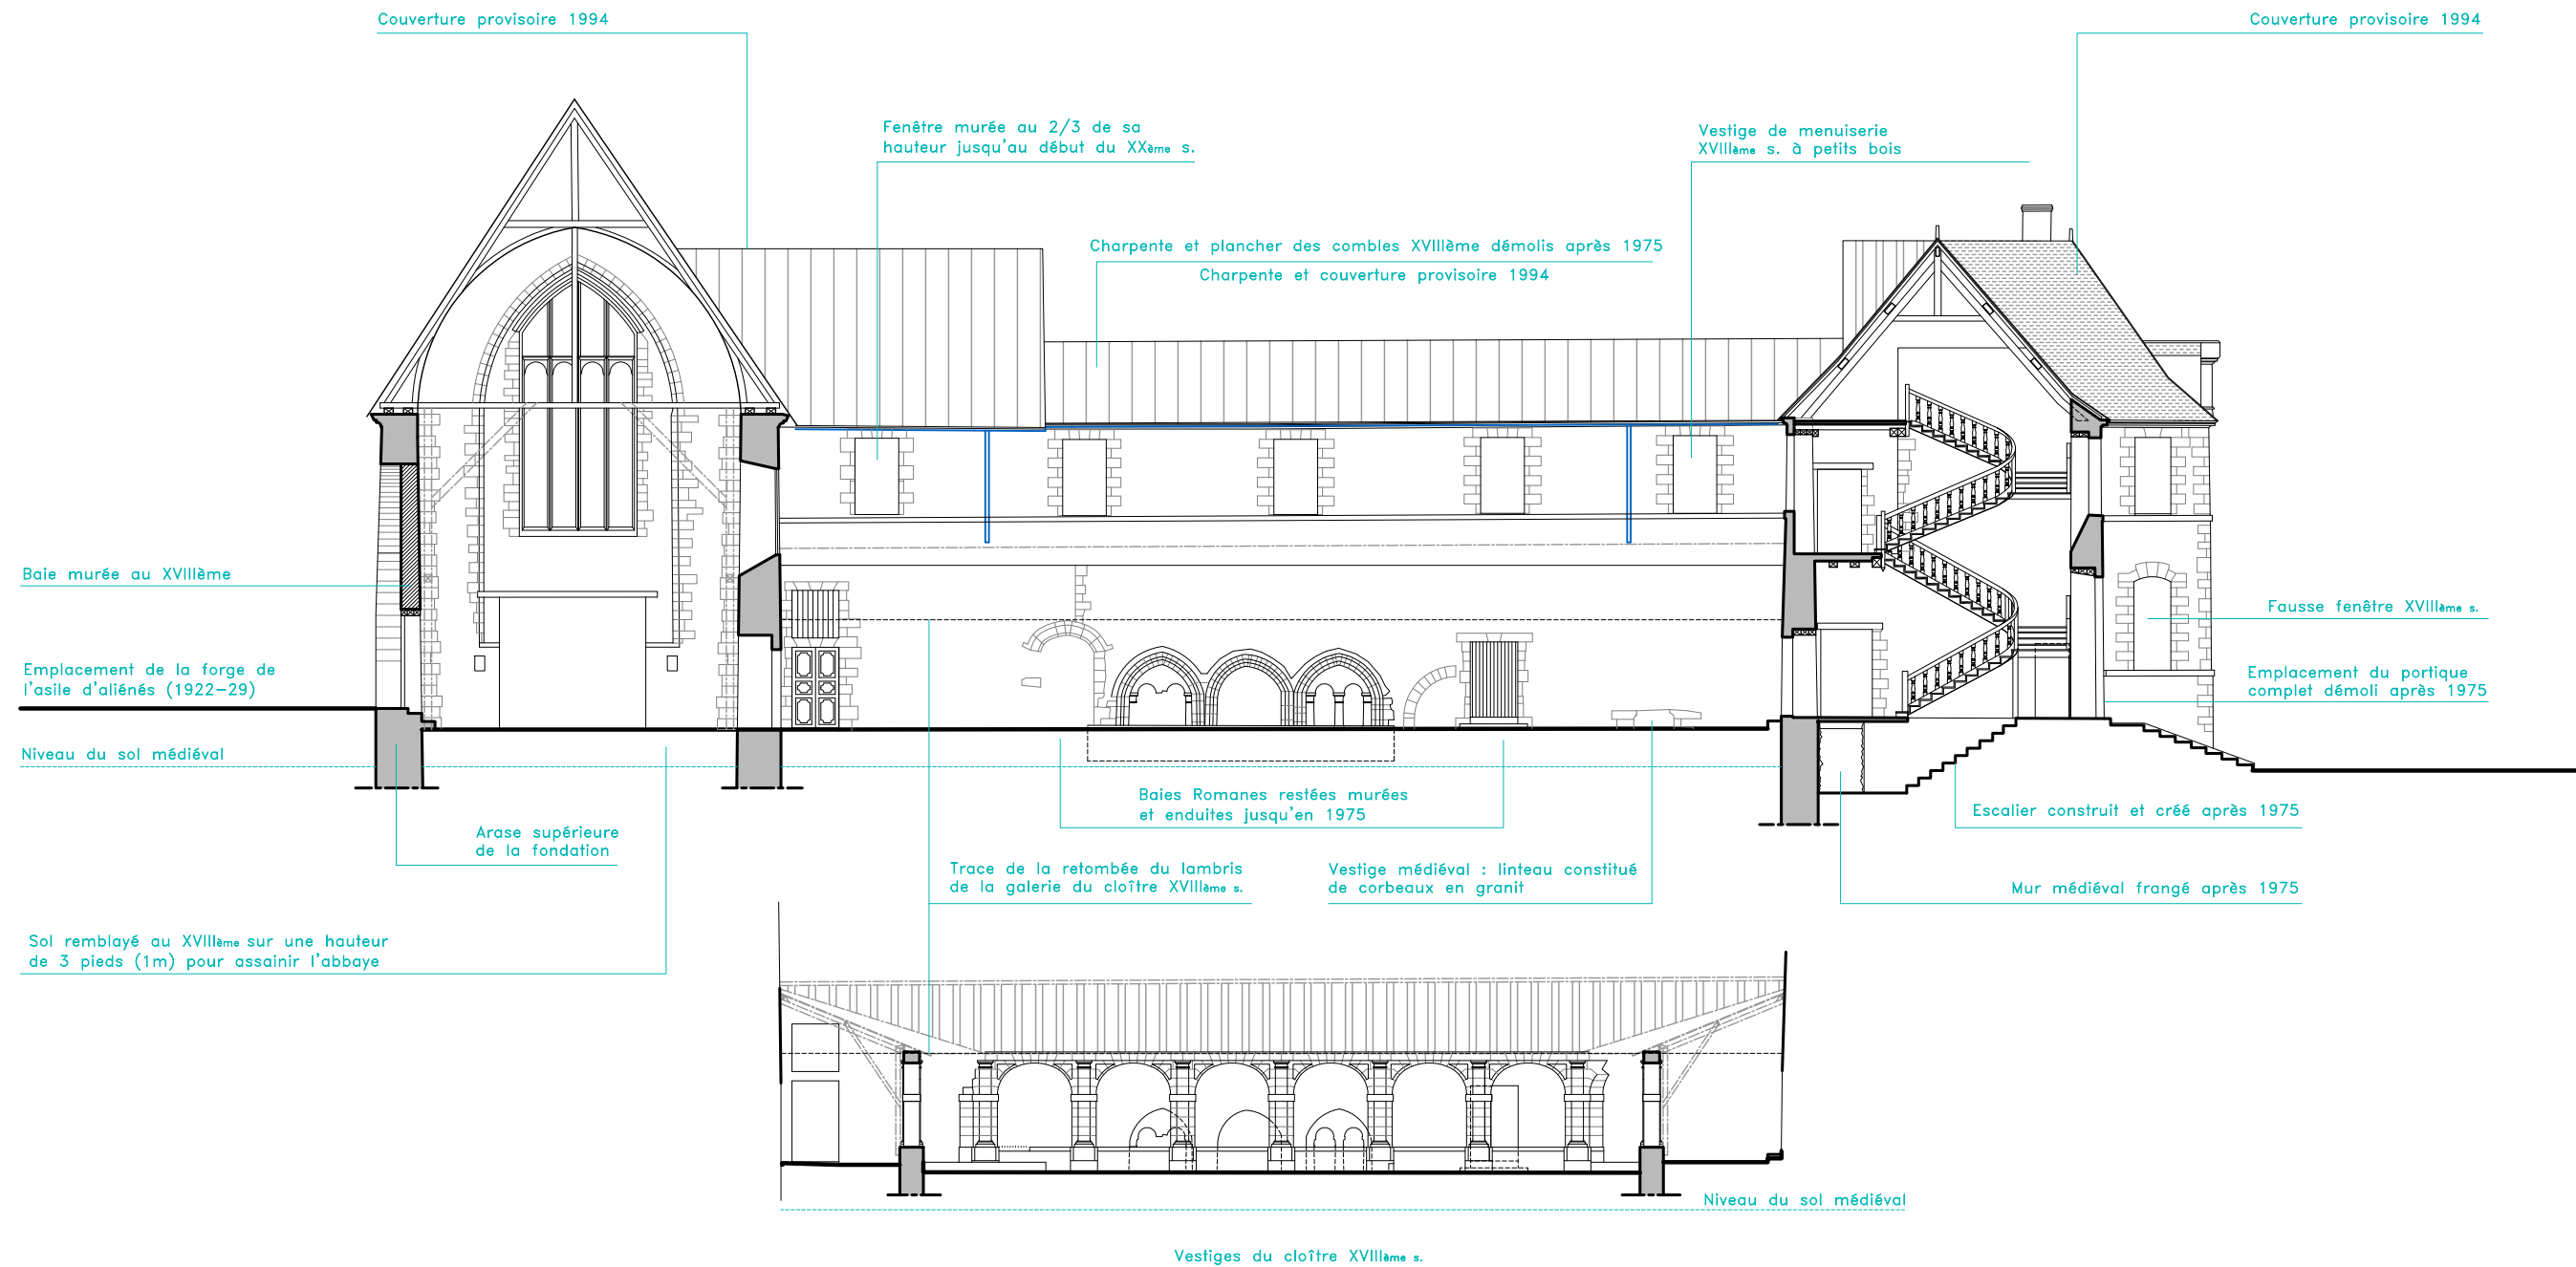 Couverture provisoire 1994
Couverture provisoire 1994
Fenêtre murée au 2/3 de sa
hauteur jusqu'au début du XXème s.
Vestige de menuiserie
XVIIIème s. à petits bois
Charpente et plancher des combles XVIIIème démolis après 1975
Charpente et couverture provisoire 1994
Baie murée au XVIIIème
Fausse fenêtre XVIIIème s.
Emplacement de la forge de
l'asile d'aliénés (1922-29)
Emplacement du portique
complet démoli après 1975
Niveau du sol médiéval
Baies Romanes restées murées
et enduites jusqu'en 1975
Escalier construit et créé après 1975
Arase supérieure
de la fondation
Trace de la retombée du lambris
de la galerie du cloître XVIIIème s.
Vestige médiéval : linteau constitué
de corbeaux en granit
Mur médiéval frangé après 1975
Sol remblayé au XVIIIème sur une hauteur
de 3 pieds (1m) pour assainir l'abbaye
Niveau du sol médiéval
Vestiges du cloître XVIIIème s.